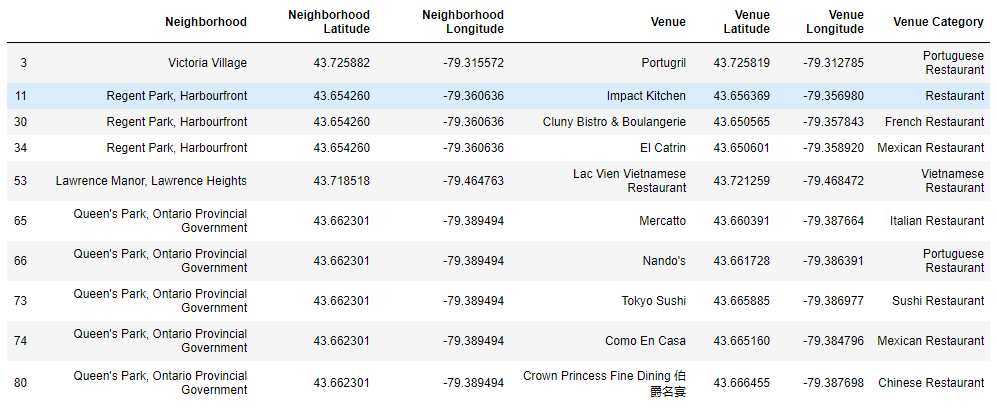 Neighborhood Neighborhood Latitude Neighborhood Longitude Venue Venue Latitude Venue Longitude Venue Category
3 Victoria Village 43.725882 -79.315572 Portugril 43.725819 -79.312785 Portuguese Restaurant
11 Regent Park, Harbourfront 43.654260 -79.360636 Impact Kitchen 43.656369 -79.356980 Restaurant
30 Regent Park, Harbourfront 43.654260 -79.360636 Cluny Bistro & Boulangerie 43.650565 -79.357843 French Restaurant
34 Regent Park, Harbourfront 43.654260 -79.360636 El Catrin 43.650601 -79.358920 Mexican Restaurant
53 Lawrence Manor, Lawrence Heights 43.718518 -79.464763 Lac Vien Vietnamese Restaurant 43.721259 -79.468472 Vietnamese Restaurant
65 Queen's Park, Ontario Provincial Government 43.662301 -79.389494 Mercatto 43.660391 -79.387664 Italian Restaurant
66 Queen's Park, Ontario Provincial Government 43.662301 -79.389494 Nando's 43.661728 -79.386391 Portuguese Restaurant
73 Queen's Park, Ontario Provincial Government 43.662301 -79.389494 Tokyo Sushi 43.665885 -79.386977 Sushi Restaurant
74 Queen's Park, Ontario Provincial Government 43.662301 -79.389494 Como En Casa 43.665160 -79.384796 Mexican Restaurant
80 Queen's Park, Ontario Provincial Government 43.662301 -79.389494 Crown Princess Fine Dining 伯爵名宴 43.666455 -79.387698 Chinese Restaurant